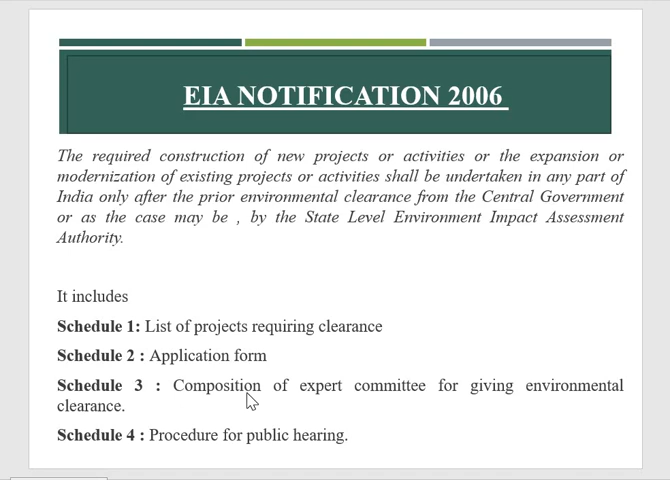 EIA NOTIFICATION 2006
The required construction of new projects or activities or the expansion or
modernization of existing projects or activities shall be undertaken in any part of
India only after the prior environmental clearance from the Central Government
or as the case may be , by the State Level Environment Impact Assessment
Authority.
It includes
Schedule 1: List of projects requiring clearance
Schedule 2 : Application form
Schedule 3 : Composition of expert committee for giving environmental
clearance.
Schedule 4 : Procedure for public hearing.